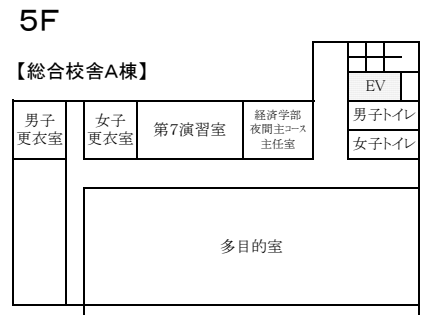 5F
【総合校舎A棟】
EV
男子
更衣室
女子
更衣室
第7演習室
経済学部
夜間主コース
主任室
男子トイレ
女子トイレ
多目的室